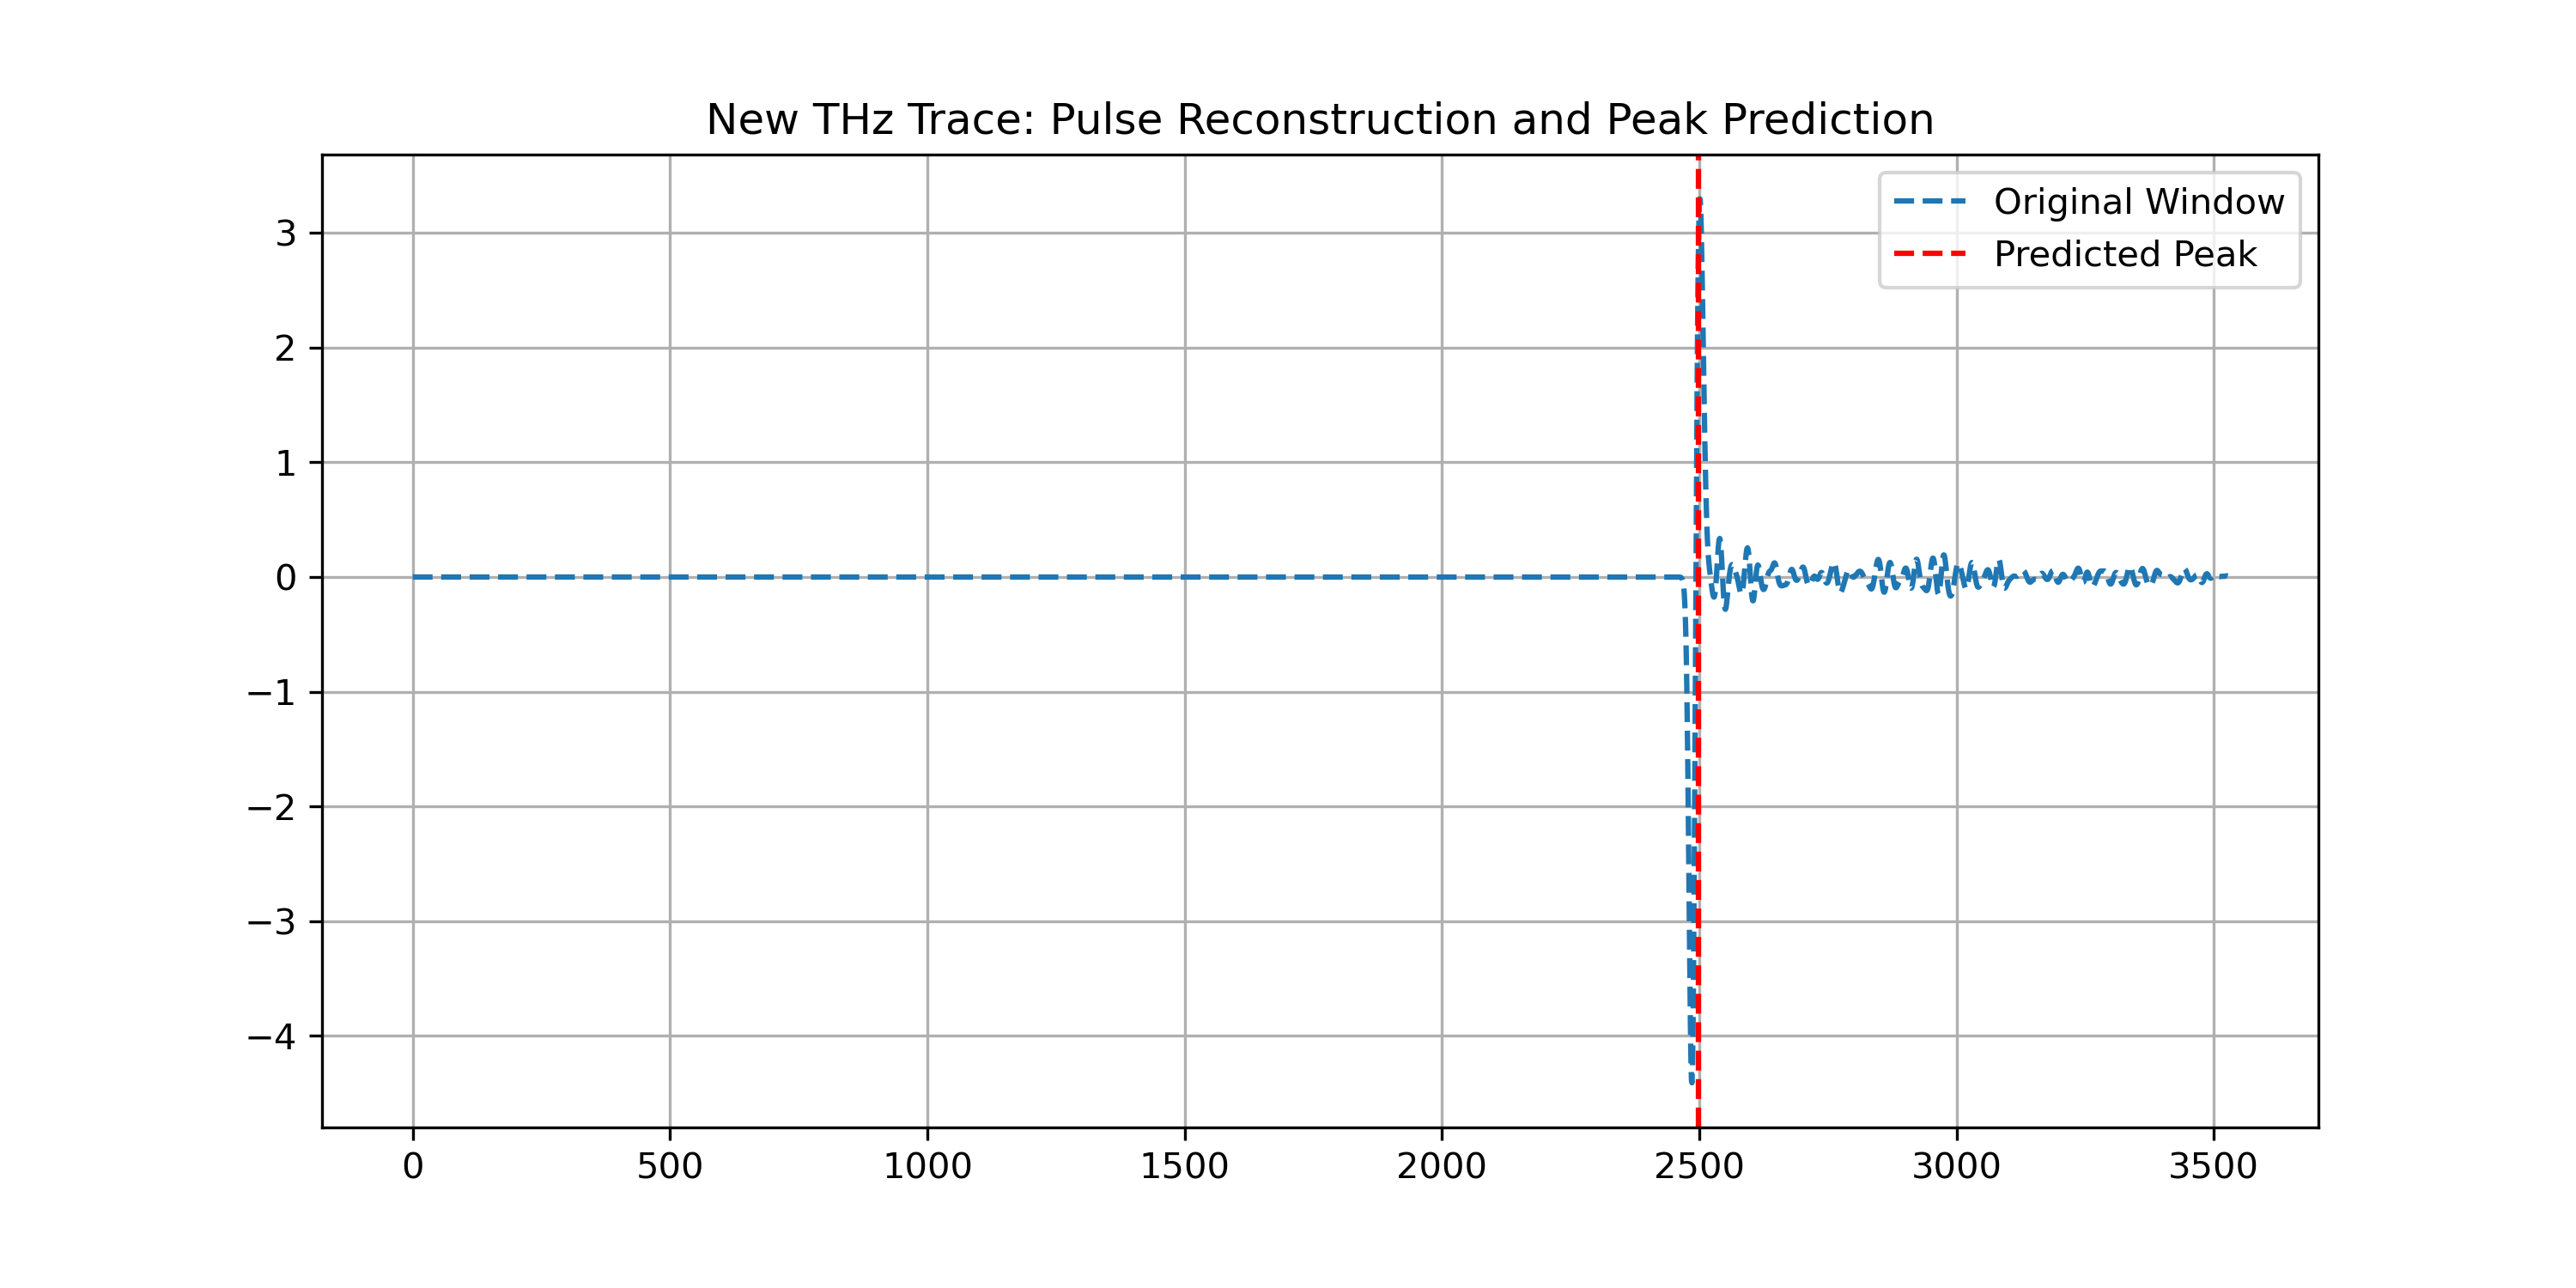 New THz Trace: Pulse Reconstruction and Peak Prediction
Original Window
Predicted Peak
3
2
1
0
−1
−2
−3
−4
0 500 1000 1500 2000 2500 3000 3500